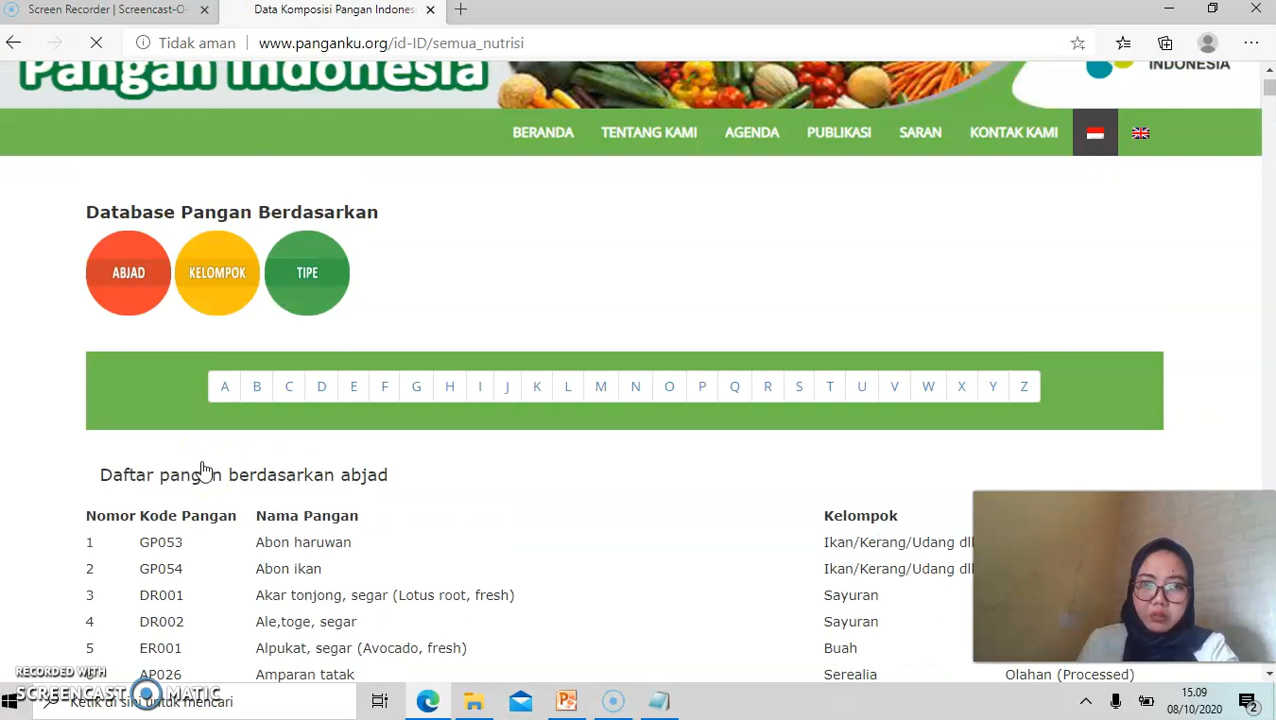 Screen Recorder | Screencast-O-
Data Komposisi Pangan Indones
Tidak aman
www.panganku.org/id-ID/semua_nutrisi
Pangan Indonesia
INDONESIA
BERANDA TENTANG KAMI AGENDA PUBLIKASI SARAN KONTAK KAMI
Database Pangan Berdasarkan
ABJAD KELOMPOK TIPE
A B C D E F G H I J K L M N O P Q R S T U V W X Y Z
Daftar pangan berdasarkan abjad
Nomor Kode Pangan Nama Pangan Kelompok
1 GP053 Abon haruwan Ikan/Kerang/Udang dll
2 GP054 Abon ikan Ikan/Kerang/Udang dll
3 DR001 Akar tonjong, segar (Lotus root, fresh) Sayuran
4 DR002 Ale,toge, segar Sayuran
5 ER001 Alpukat, segar (Avocado, fresh) Buah
AP026 Amparan tatak Serealia Olahan (Processed)
RECORDED WITH
SCREENCAST MATIC
Ketik di sini untuk mencari
15.09
08/10/2020
2